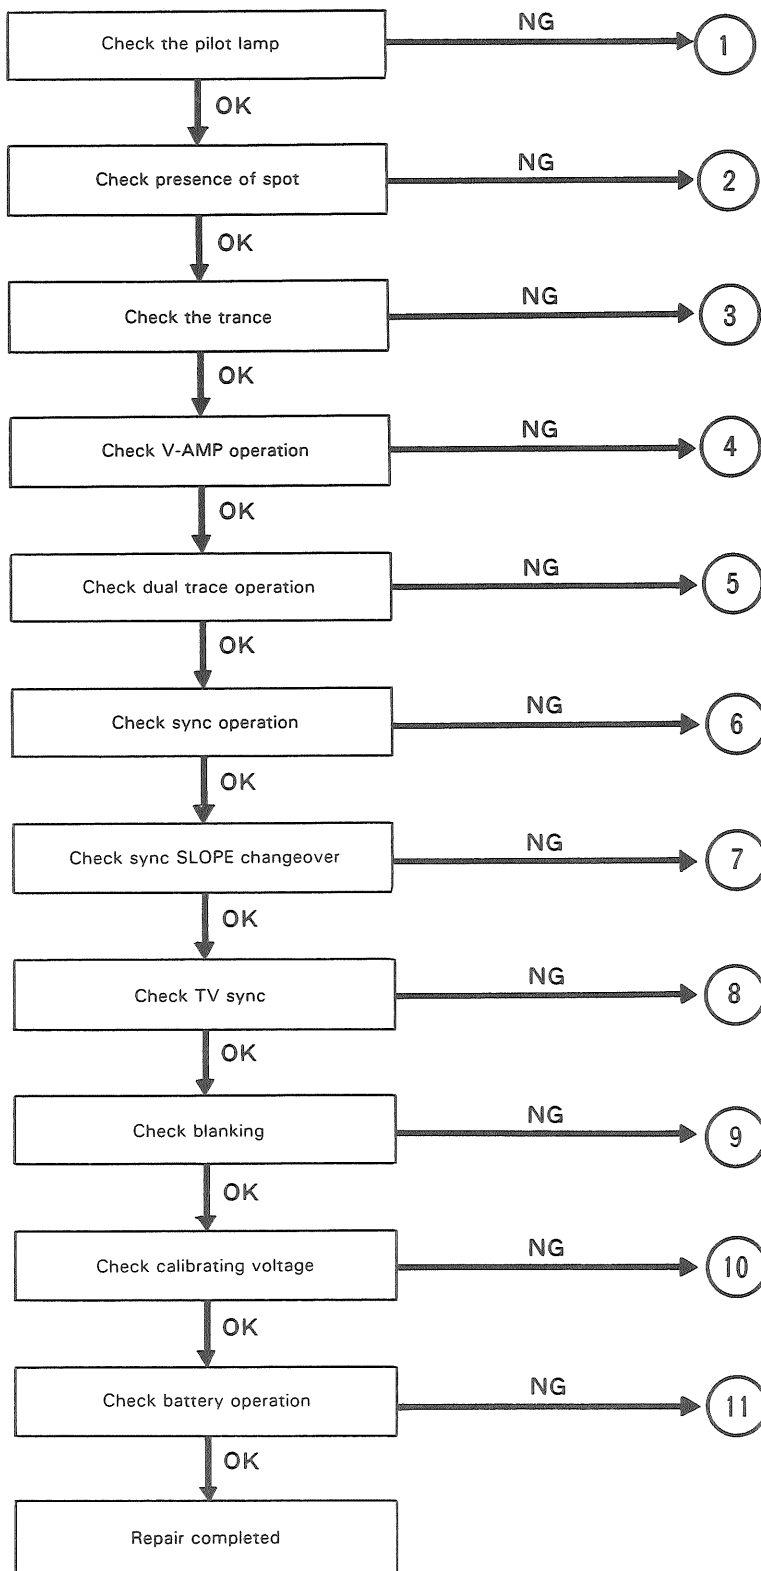 Check the pilot lamp
NG
1
OK
Check presence of spot
NG
2
OK
Check the trance
NG
3
OK
Check V-AMP operation
NG
4
OK
Check dual trace operation
NG
5
OK
Check sync operation
NG
6
OK
Check sync SLOPE changeover
NG
7
OK
Check TV sync
NG
8
OK
Check blanking
NG
9
OK
Check calibrating voltage
NG
10
OK
Check battery operation
NG
11
OK
Repair completed